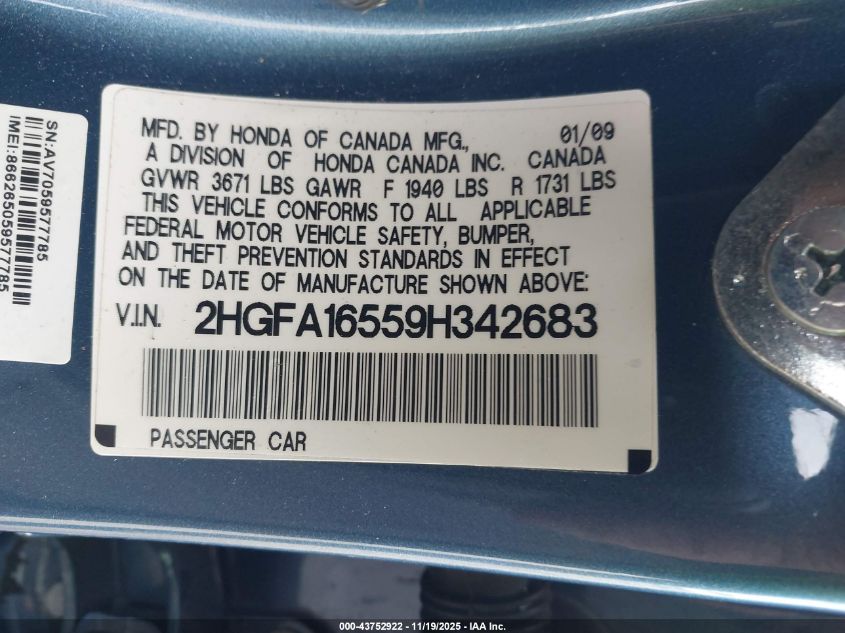 MFD. BY HONDA OF CANADA MFG., 01/09
A DIVISION OF HONDA CANADA INC. CANADA
GVWR 3671 LBS GAWR F 1940 LBS R 1731 LBS
THIS VEHICLE CONFORMS TO ALL APPLICABLE
FEDERAL MOTOR VEHICLE SAFETY, BUMPER,
AND THEFT PREVENTION STANDARDS IN EFFECT
ON THE DATE OF MANUFACTURE SHOWN ABOVE:
V.I.N. 2HGFA16559H342683
PASSENGER CAR
SN:AV7059577785
IMEI:866285059577785
000-43752922 - 11/19/2025 - IAA Inc.